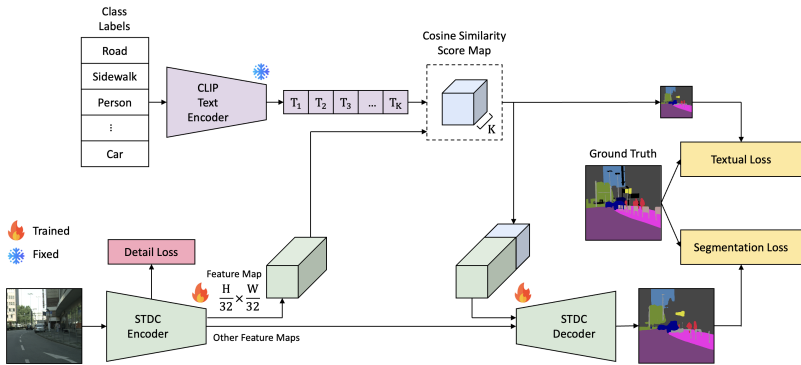 Class
Labels
Road
Sidewalk
Person
⋮
Car
CLIP
Text
Encoder
T1 T2 T3 ... TK
Cosine Similarity
Score Map
K
Ground Truth
Textual Loss
Segmentation Loss
Trained
Fixed
Detail Loss
Feature Map
H/32 × W/32
STDC
Encoder
Other Feature Maps
STDC
Decoder